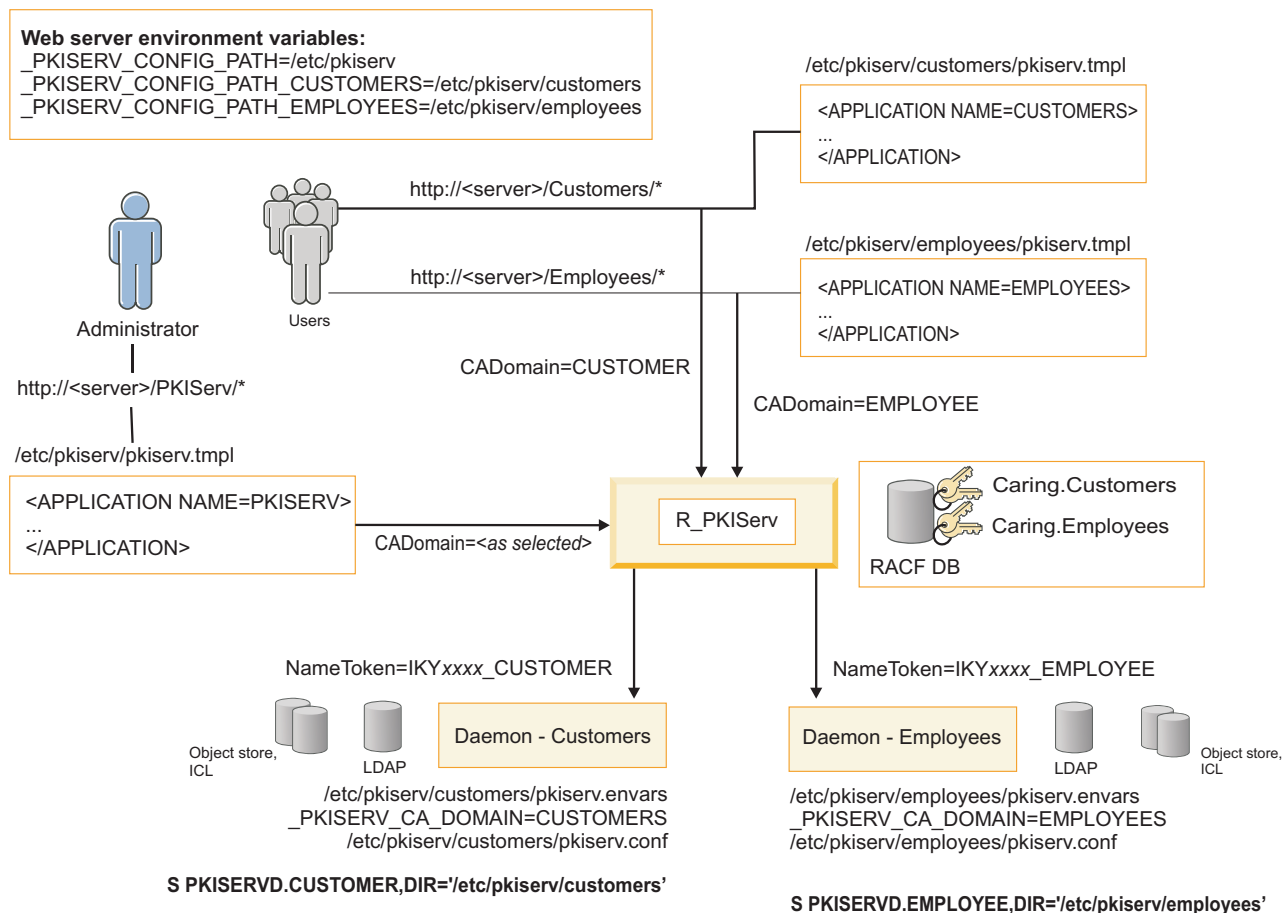 Web server environment variables:
_PKISERV_CONFIG_PATH=/etc/pkiserv
_PKISERV_CONFIG_PATH_CUSTOMERS=/etc/pkiserv/customers
_PKISERV_CONFIG_PATH_EMPLOYEES=/etc/pkiserv/employees
/etc/pkiserv/customers/pkiserv.tmpl
<APPLICATION NAME=CUSTOMERS>
...
</APPLICATION>
http://<server>/Customers/*
/etc/pkiserv/employees/pkiserv.tmpl
<APPLICATION NAME=EMPLOYEES>
...
</APPLICATION>
http://<server>/Employees/*
Users
Administrator
http://<server>/PKIServ/*
/etc/pkiserv/pkiserv.tmpl
<APPLICATION NAME=PKISERV>
...
</APPLICATION>
CADomain=CUSTOMER
CADomain=EMPLOYEE
CADomain=<as selected>
R_PKIServ
Caring.Customers
Caring.Employees
RACF DB
NameToken=IKYxxxx_CUSTOMER
Object store,
ICL
LDAP
Daemon - Customers
/etc/pkiserv/customers/pkiserv.envars
_PKISERV_CA_DOMAIN=CUSTOMERS
/etc/pkiserv/customers/pkiserv.conf
S PKISERVD.CUSTOMER,DIR='/etc/pkiserv/customers’
NameToken=IKYxxxx_EMPLOYEE
Daemon - Employees
LDAP
Object store,
ICL
/etc/pkiserv/employees/pkiserv.envars
_PKISERV_CA_DOMAIN=EMPLOYEES
/etc/pkiserv/employees/pkiserv.conf
S PKISERVD.EMPLOYEE,DIR='/etc/pkiserv/employees’